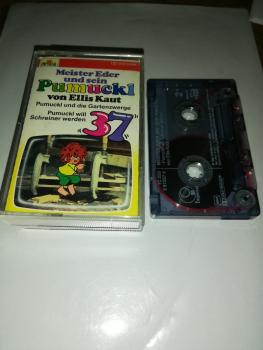 Meister Eder
und sein
Pumuckl
von Ellis Kaut
Pumuckl und die Gartenzwerge
Pumuckl will
Schreiner werden
"37"